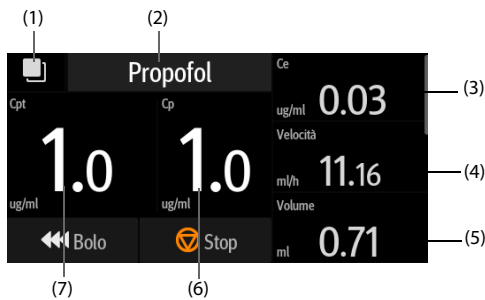 (1)
(2)
Propofol
Cpt
1.0
ug/ml
Cp
1.0
ug/ml
Ce
ug/ml 0.03
(3)
Velocità
ml/h 11.16
(4)
Volume
ml 0.71
(5)
Bolo
Stop
(7)
(6)